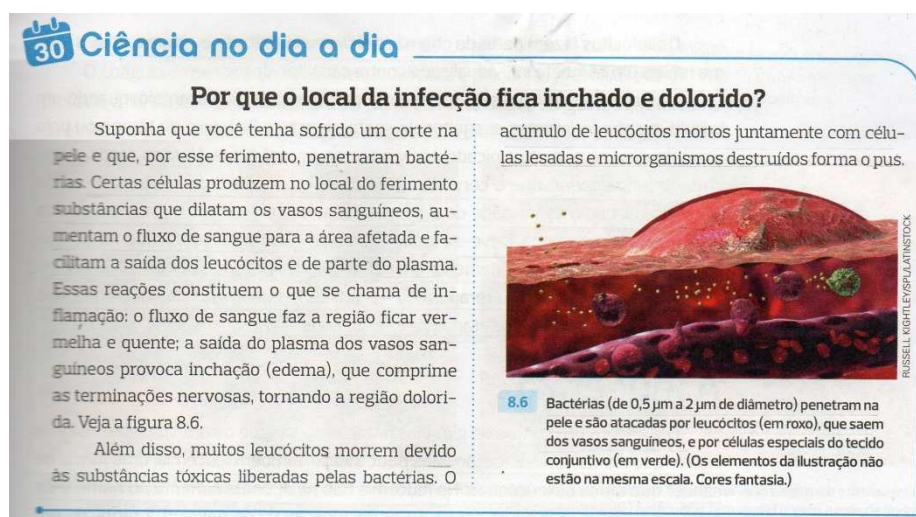 30 Ciência no dia a dia
Por que o local da infecção fica inchado e dolorido?
Suponha que você tenha sofrido um corte na
pele e que, por esse ferimento, penetraram bacté-
rias. Certas células produzem no local do ferimento
substâncias que dilatam os vasos sanguíneos, au-
mentam o fluxo de sangue para a área afetada e fa-
cilitam a saída dos leucócitos e de parte do plasma.
Essas reações constituem o que se chama de in-
flamação: o fluxo de sangue faz a região ficar ver-
melha e quente; a saída do plasma dos vasos san-
guíneos provoca inchação (edema), que comprime
as terminações nervosas, tornando a região dolori-
da. Veja a figura 8.6.
Além disso, muitos leucócitos morrem devido
às substâncias tóxicas liberadas pelas bactérias. O
acúmulo de leucócitos mortos juntamente com célu-
las lesadas e microrganismos destruídos forma o pus.
RUSSELL KIGHTLEY/SPL/LATINSTOCK
8.6 Bactérias (de 0,5 µm a 2 µm de diâmetro) penetram na
pele e são atacadas por leucócitos (em roxo), que saem
dos vasos sanguíneos, e por células especiais do tecido
conjuntivo (em verde). (Os elementos da ilustração não
estão na mesma escala. Cores fantasia.)